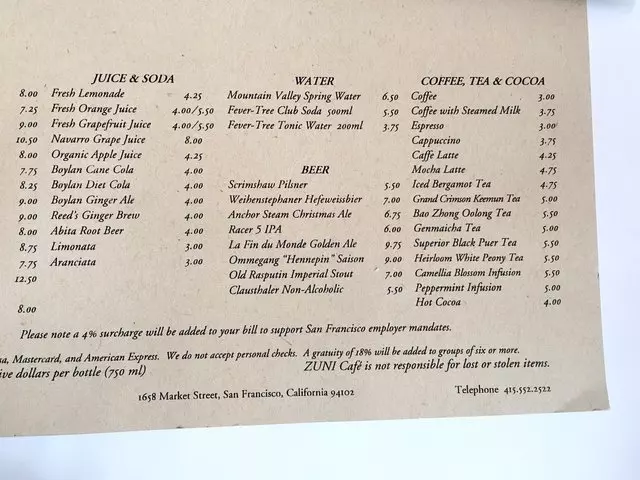 8.00
7.25
9.00
10.50
8.00
7.75
8.25
9.00
9.00
8.00
8.75
7.75
12.50
8.00
JUICE & SODA
Fresh Lemonade 4.25
Fresh Orange Juice 4.00/5.50
Fresh Grapefruit Juice 4.00/5.50
Navarro Grape Juice 8.00
Organic Apple Juice 4.25
Boylan Cane Cola 4.00
Boylan Diet Cola 4.00
Boylan Ginger Ale 4.00
Reed's Ginger Brew 4.00
Abita Root Beer 4.00
Limonata 3.00
Aranciata 3.00
WATER
Mountain Valley Spring Water 6.50
Fever-Tree Club Soda 500ml 5.50
Fever-Tree Tonic Water 200ml 3.75
BEER
Scrimshaw Pilsner 5.50
Weihenstephaner Hefeweissbier 7.00
Anchor Steam Christmas Ale 6.75
Racer 5 IPA 6.00
La Fin du Monde Golden Ale 9.75
Ommegang "Hennepin" Saison 9.00
Old Rasputin Imperial Stout 7.00
Clausthaler Non-Alcoholic 5.50
COFFEE, TEA & COCOA
Coffee 3.00
Coffee with Steamed Milk 3.75
Espresso 3.00
Cappuccino 3.75
Caffe Latte 4.25
Mocha Latte 4.75
Iced Bergamot Tea 4.75
Grand Crimson Keemun Tea 5.00
Bao Zhong Oolong Tea 5.50
Genmaicha Tea 5.00
Superior Black Puer Tea 5.50
Heirloom White Peony Tea 5.50
Camellia Blossom Infusion 5.50
Peppermint Infusion 5.00
Hot Cocoa 4.00
Please note a 4% surcharge will be added to your bill to support San Francisco employer mandates.
sa, Mastercard, and American Express. We do not accept personal checks. A gratuity of 18% will be added to groups of six or more.
ive dollars per bottle (750 ml) ZUNI Cafè is not responsible for lost or stolen items.
1658 Market Street, San Francisco, California 94102 Telephone 415.552.2522